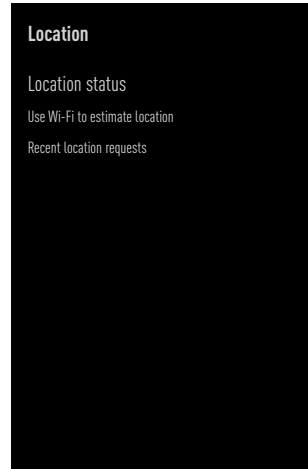 Location
Location status
Use Wi-Fi to estimate location
Recent location requests